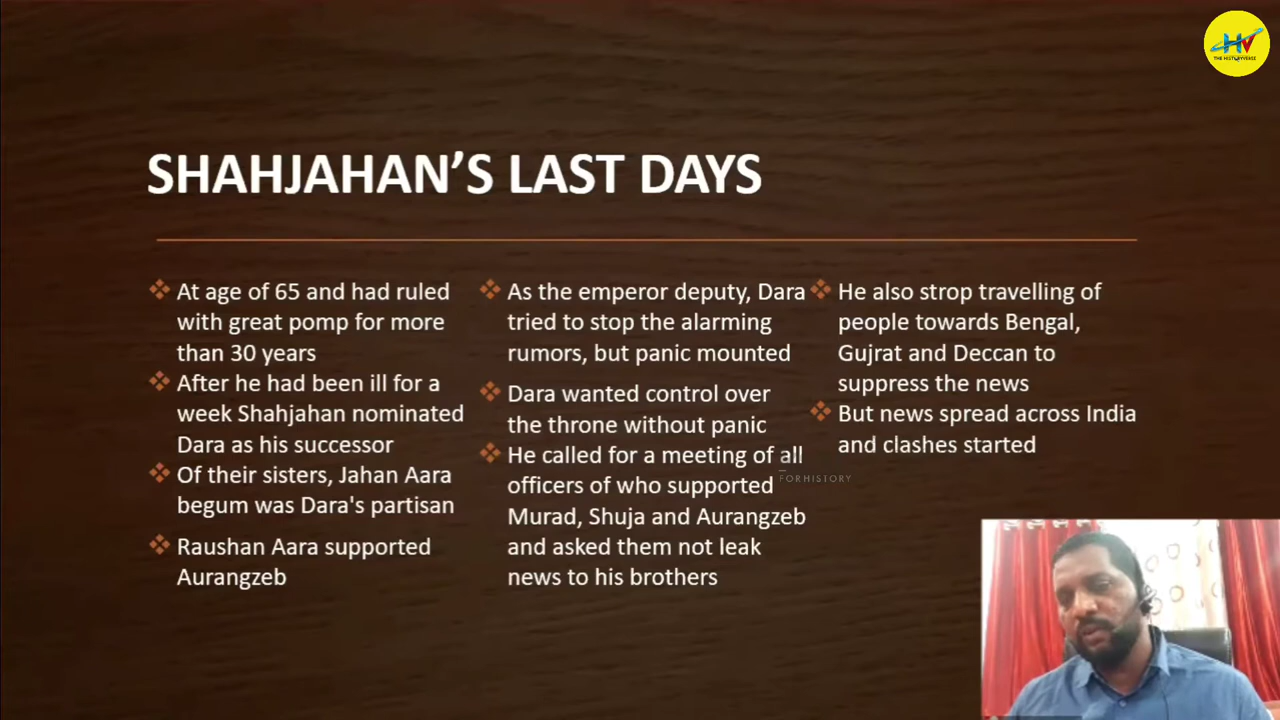 HV
THE HISTORYVERSE
SHAHJAHAN’S LAST DAYS
At age of 65 and had ruled
with great pomp for more
than 30 years
After he had been ill for a
week Shahjahan nominated
Dara as his successor
Of their sisters, Jahan Aara
begum was Dara's partisan
Raushan Aara supported
Aurangzeb
As the emperor deputy, Dara
tried to stop the alarming
rumors, but panic mounted
Dara wanted control over
the throne without panic
He called for a meeting of all
officers of who supported
Murad, Shuja and Aurangzeb
and asked them not leak
news to his brothers
He also strop travelling of
people towards Bengal,
Gujrat and Deccan to
suppress the news
But news spread across India
and clashes started
FORHISTORY